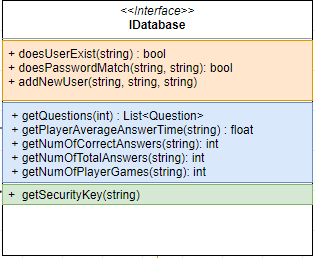 <<Interface>>
IDatabase
+ doesUserExist(string) : bool
+ doesPasswordMatch(string, string): bool
+ addNewUser(string, string, string)
+ getQuestions(int) : List<Question>
+ getPlayerAverageAnswerTime(string) : float
+ getNumOfCorrectAnswers(string): int
+ getNumOfTotalAnswers(string): int
+ getNumOfPlayerGames(string): int
+ getSecurityKey(string)